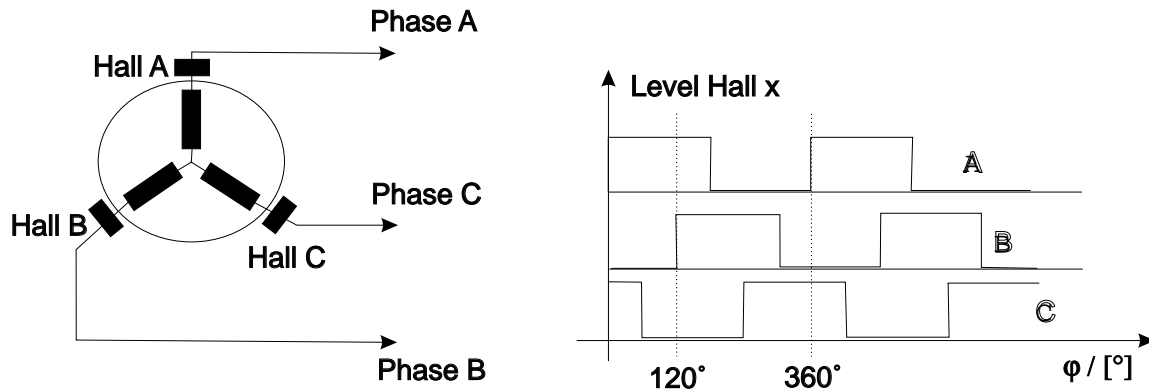 Phase A
Hall A
Phase C
Hall B
Hall C
Phase B
Level Hall x
A
B
C
120°
360°
φ / [°]